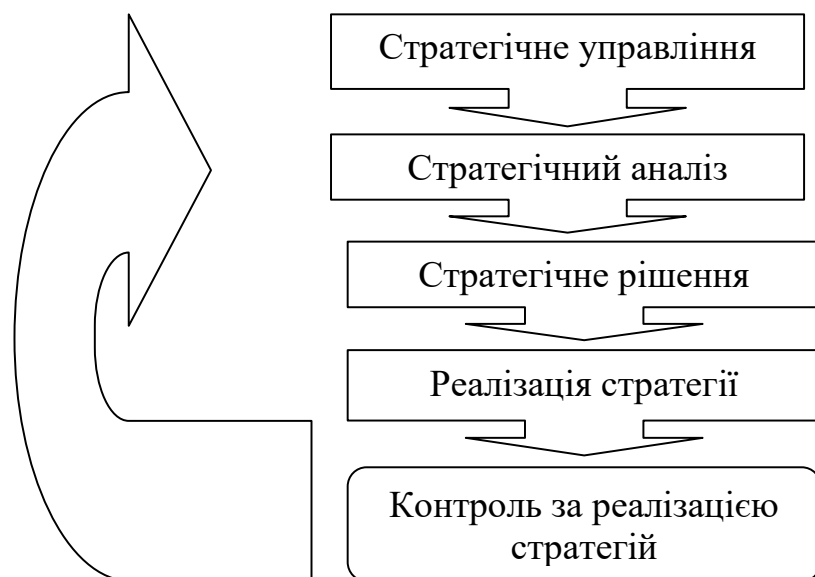 Стратегічне управління
Стратегічний аналіз
Стратегічне рішення
Реалізація стратегії
Контроль за реалізацією
стратегій